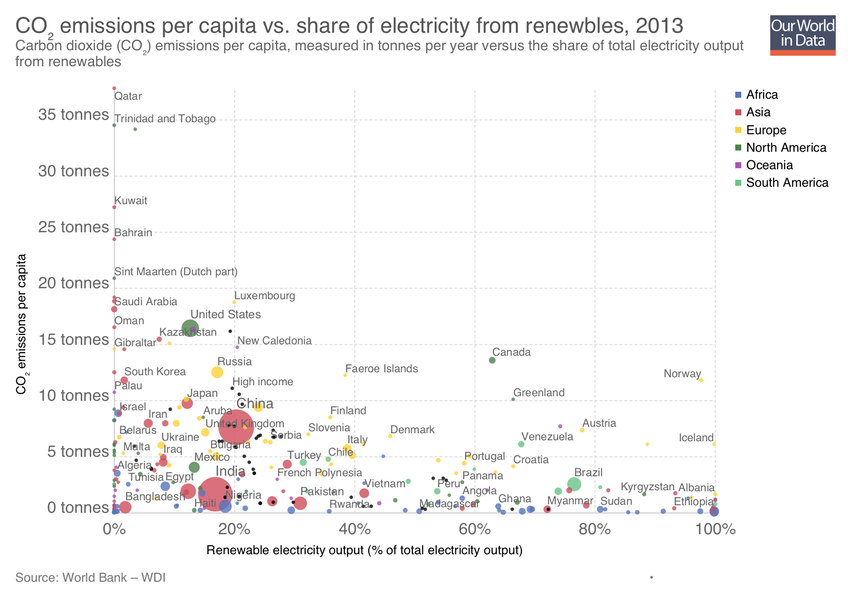 CO2 emissions per capita vs. share of electricity from renewbles, 2013
Carbon dioxide (CO2) emissions per capita, measured in tonnes per year versus the share of total electricity output
from renewables
Our World
in Data
Africa
Asia
Europe
North America
Oceania
South America
CO2 emissions per capita
35 tonnes
30 tonnes
25 tonnes
20 tonnes
15 tonnes
10 tonnes
5 tonnes
0 tonnes
Qatar
Trinidad and Tobago
Kuwait
Bahrain
Sint Maarten (Dutch part)
Luxembourg
Saudi Arabia
United States
Oman
Kazakhstan
Gibraltar
New Caledonia
Canada
Russia
South Korea
Faeroe Islands
Norway
High income
Palau
Japan
Greenland
Israel
China
Iran
Aruba
Finland
United Kingdom
Slovenia
Denmark
Austria
Belarus
Ukraine
Serbia
Italy
Venezuela
Iceland
Malta
Iraq
Bulgaria
Chile
Mexico
Turkey
Portugal
Croatia
Algeria
India
French Polynesia
Tunisia
Egypt
Vietnam
Peru
Panama
Brazil
Bangladesh
Nigeria
Pakistan
Angola
Kyrgyzstan
Albania
Haiti
Rwanda
Madagascar
Ghana
Myanmar
Sudan
Ethiopia
0%
20%
40%
60%
80%
100%
Renewable electricity output (% of total electricity output)
Source: World Bank – WDI